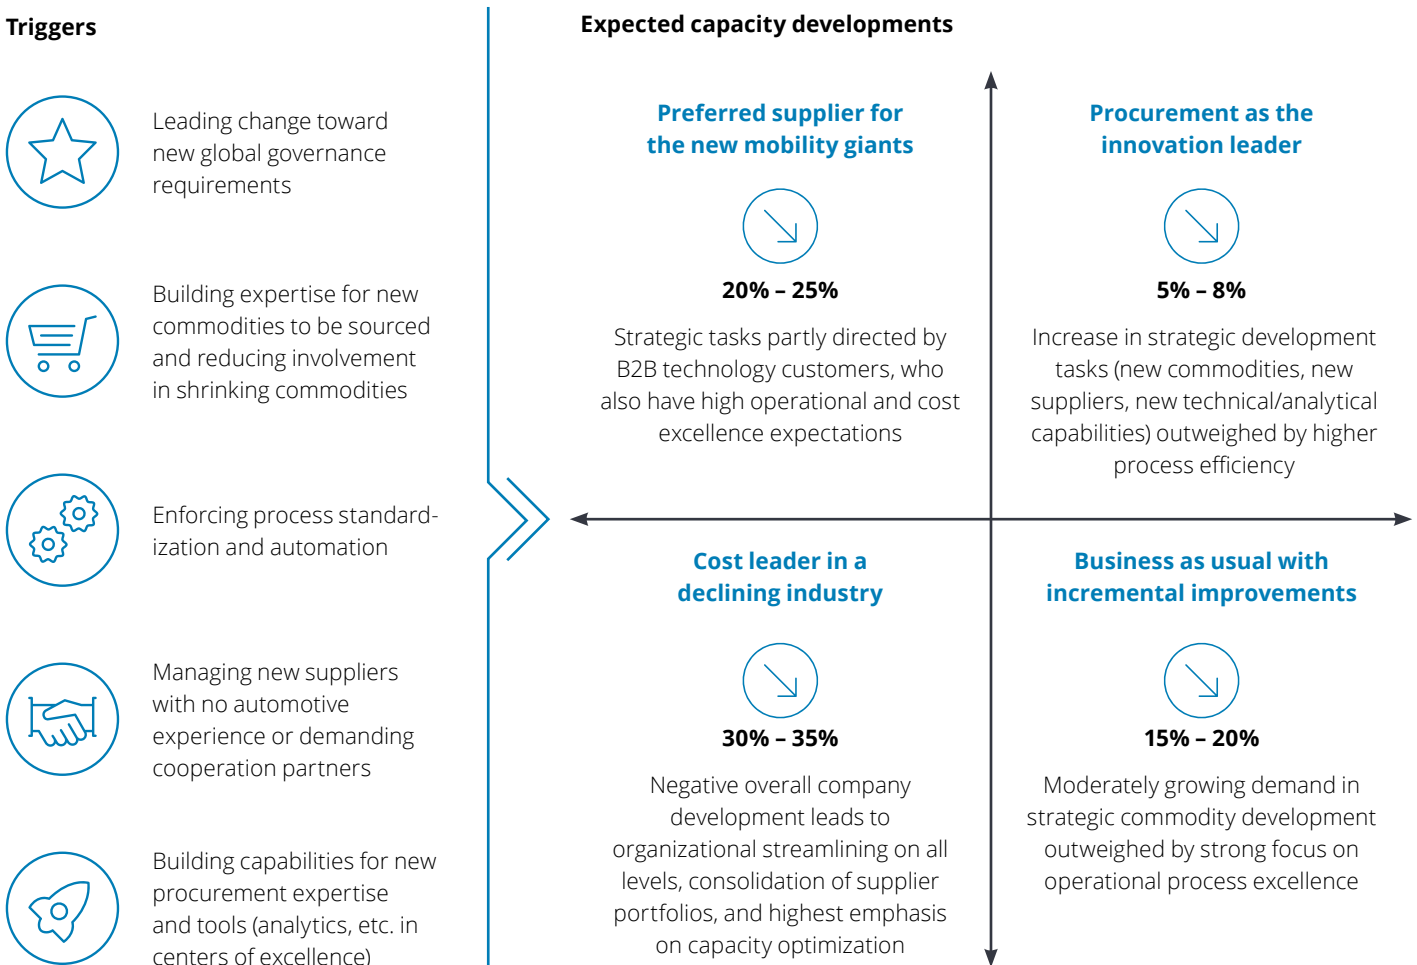 Triggers
Leading change toward
new global governance
requirements
Building expertise for new
commodities to be sourced
and reducing involvement
in shrinking commodities
Enforcing process standard-
ization and automation
Managing new suppliers
with no automotive
experience or demanding
cooperation partners
Building capabilities for new
procurement expertise
and tools (analytics, etc. in
centers of excellence)
Expected capacity developments
Preferred supplier for
the new mobility giants
20% – 25%
Strategic tasks partly directed by
B2B technology customers, who
also have high operational and cost
excellence expectations
Procurement as the
innovation leader
5% – 8%
Increase in strategic development
tasks (new commodities, new
suppliers, new technical/analytical
capabilities) outweighed by higher
process efficiency
Cost leader in a
declining industry
30% – 35%
Negative overall company
development leads to
organizational streamlining on all
levels, consolidation of supplier
portfolios, and highest emphasis
on capacity optimization
Business as usual with
incremental improvements
15% – 20%
Moderately growing demand in
strategic commodity development
outweighed by strong focus on
operational process excellence